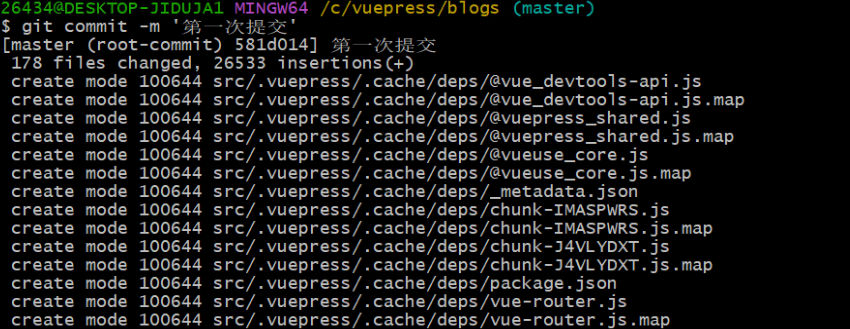 26434@DESKTOP-JIDUJA1 MINGW64 /c/vuepress/blogs (master)
$ git commit -m '第一次提交'
[master (root-commit) 581d014] 第一次提交
 178 files changed, 26533 insertions(+)
 create mode 100644 src/.vuepress/.cache/deps/@vue_devtools-api.js
 create mode 100644 src/.vuepress/.cache/deps/@vue_devtools-api.js.map
 create mode 100644 src/.vuepress/.cache/deps/@vuepress_shared.js
 create mode 100644 src/.vuepress/.cache/deps/@vuepress_shared.js.map
 create mode 100644 src/.vuepress/.cache/deps/@vueuse_core.js
 create mode 100644 src/.vuepress/.cache/deps/@vueuse_core.js.map
 create mode 100644 src/.vuepress/.cache/deps/_metadata.json
 create mode 100644 src/.vuepress/.cache/deps/chunk-IMASPWRS.js
 create mode 100644 src/.vuepress/.cache/deps/chunk-IMASPWRS.js.map
 create mode 100644 src/.vuepress/.cache/deps/chunk-J4VLYDXT.js
 create mode 100644 src/.vuepress/.cache/deps/chunk-J4VLYDXT.js.map
 create mode 100644 src/.vuepress/.cache/deps/package.json
 create mode 100644 src/.vuepress/.cache/deps/vue-router.js
 create mode 100644 src/.vuepress/.cache/deps/vue-router.js.map